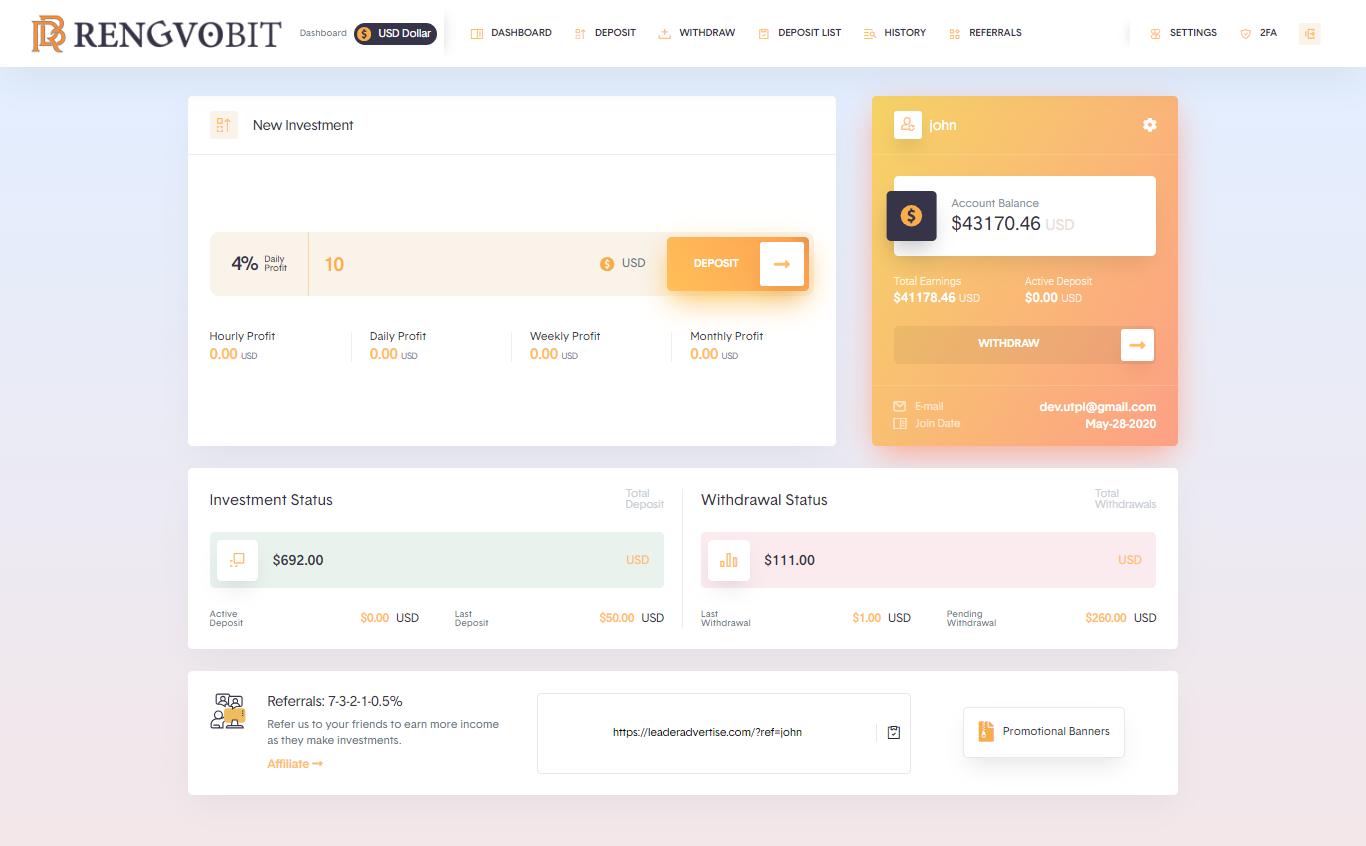 RENGVOBIT
Dashboard
USD Dollar
DASHBOARD
DEPOSIT
WITHDRAW
DEPOSIT LIST
HISTORY
REFERRALS
SETTINGS
2FA
New Investment
4% Daily
Profit
10
USD
DEPOSIT
Hourly Profit
0.00 USD
Daily Profit
0.00 USD
Weekly Profit
0.00 USD
Monthly Profit
0.00 USD
john
Account Balance
$43170.46 USD
Total Earnings
$41178.46 USD
Active Deposit
$0.00 USD
WITHDRAW
E-mail
dev.utpl@gmail.com
Join Date
May-28-2020
Investment Status
Total
Deposit
$692.00
USD
Active
Deposit
$0.00 USD
Last
Deposit
$50.00 USD
Withdrawal Status
Total
Withdrawals
$111.00
USD
Last
Withdrawal
$1.00 USD
Pending
Withdrawal
$260.00 USD
Referrals: 7-3-2-1-0.5%
Refer us to your friends to earn more income
as they make investments.
Affiliate
https://leaderadvertise.com/?ref=john
Promotional Banners